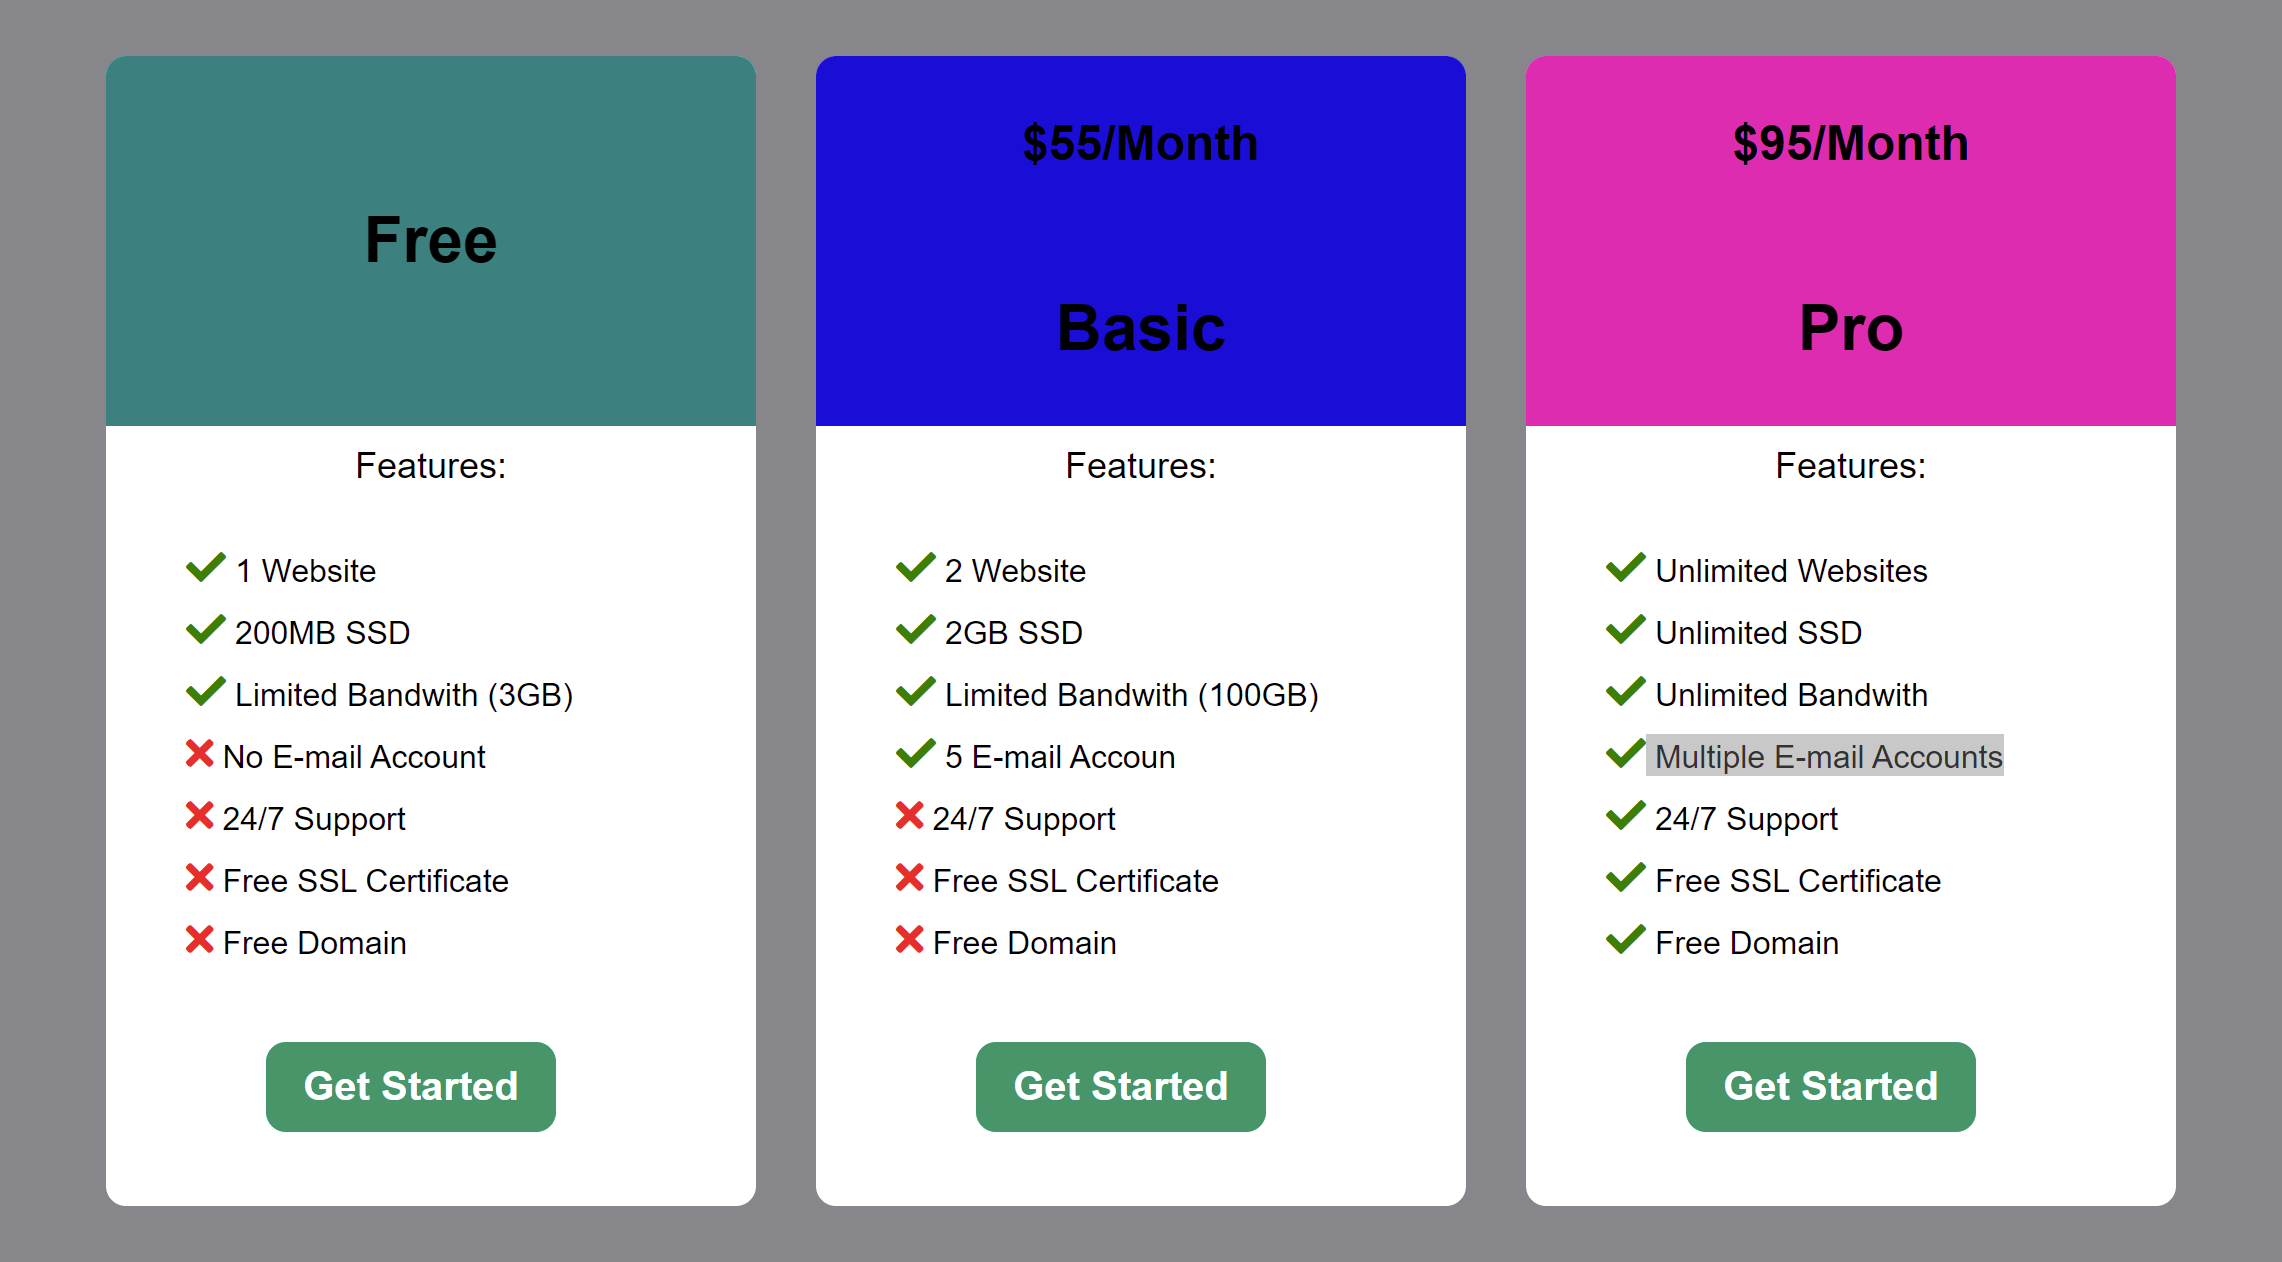 Free
Features:
1 Website
200MB SSD
Limited Bandwith (3GB)
No E-mail Account
24/7 Support
Free SSL Certificate
Free Domain
Get Started
$55/Month
Basic
Features:
2 Website
2GB SSD
Limited Bandwith (100GB)
5 E-mail Accoun
24/7 Support
Free SSL Certificate
Free Domain
Get Started
$95/Month
Pro
Features:
Unlimited Websites
Unlimited SSD
Unlimited Bandwith
Multiple E-mail Accounts
24/7 Support
Free SSL Certificate
Free Domain
Get Started